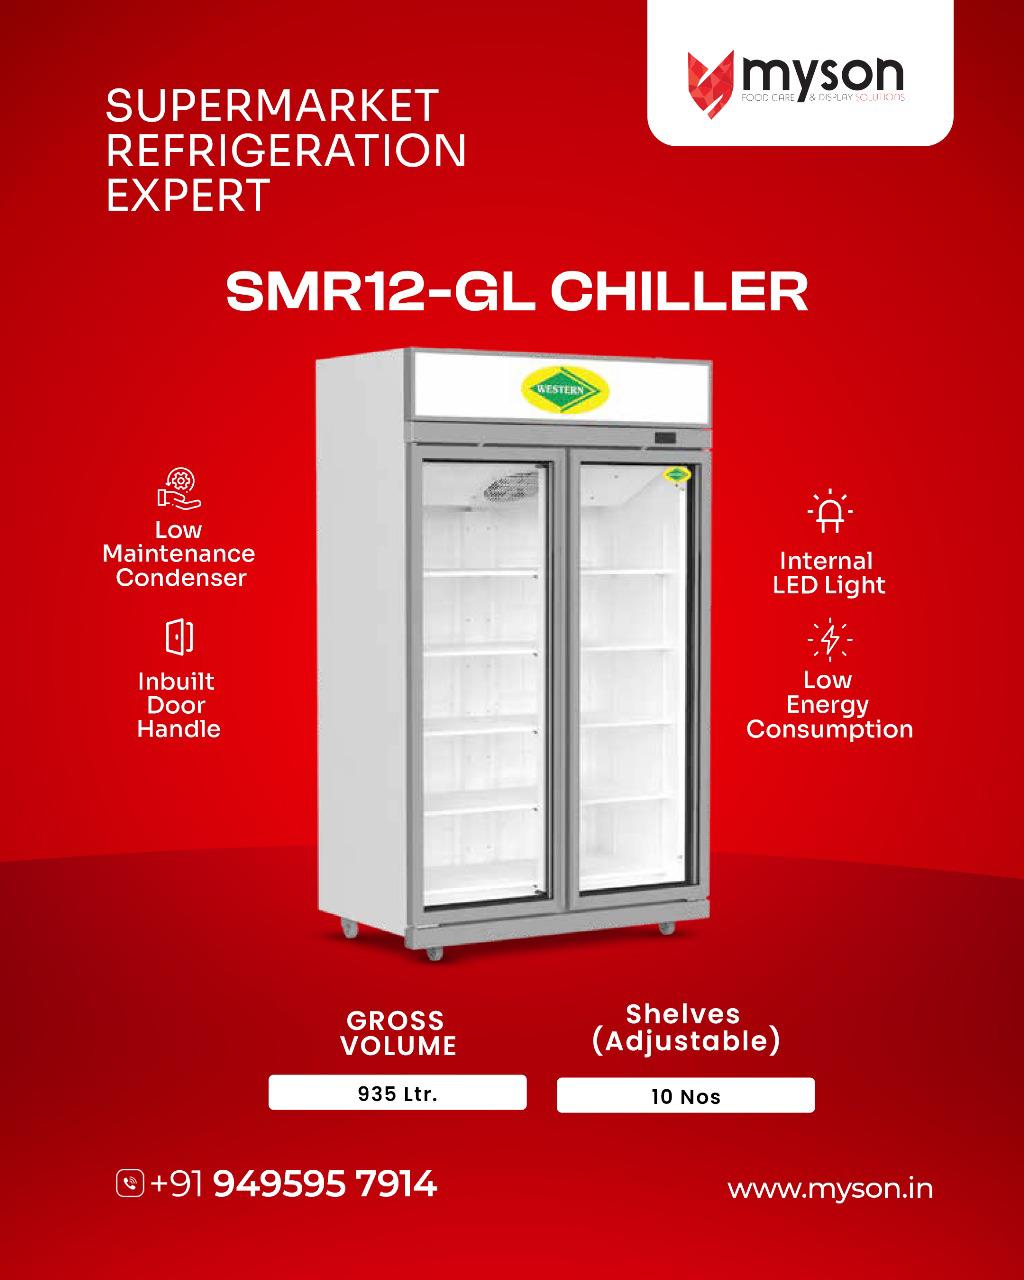 myson
FOOD CARE & DISPLAY SOLUTIONS
SUPERMARKET
REFRIGERATION
EXPERT
SMR12-GL CHILLER
WESTERN
Low
Maintenance
Condenser
Inbuilt
Door
Handle
Internal
LED Light
Low
Energy
Consumption
GROSS
VOLUME
935 Ltr.
Shelves
(Adjustable)
10 Nos
+91 949595 7914
www.myson.in